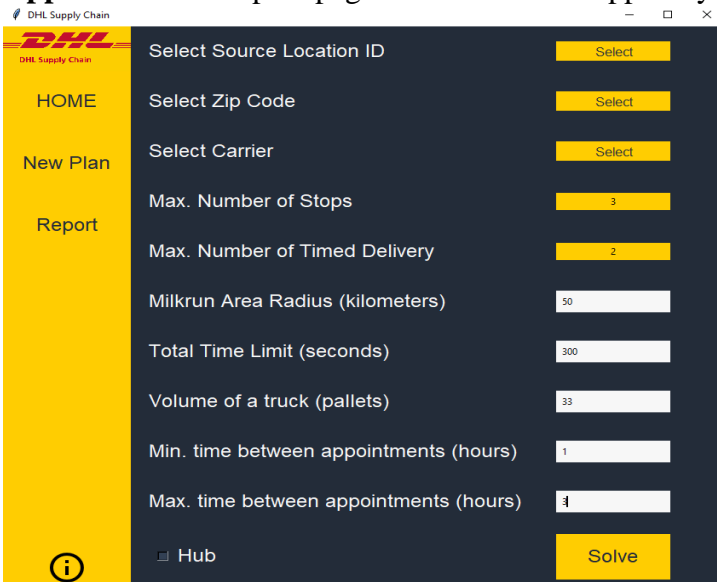 DHL Supply Chain
DHL
DHL Supply Chain
HOME
New Plan
Report
Select Source Location ID Select
Select Zip Code Select
Select Carrier Select
Max. Number of Stops 3
Max. Number of Timed Delivery 2
Milkrun Area Radius (kilometers) 50
Total Time Limit (seconds) 300
Volume of a truck (pallets) 33
Min. time between appointments (hours) 1
Max. time between appointments (hours) 3
Hub Solve